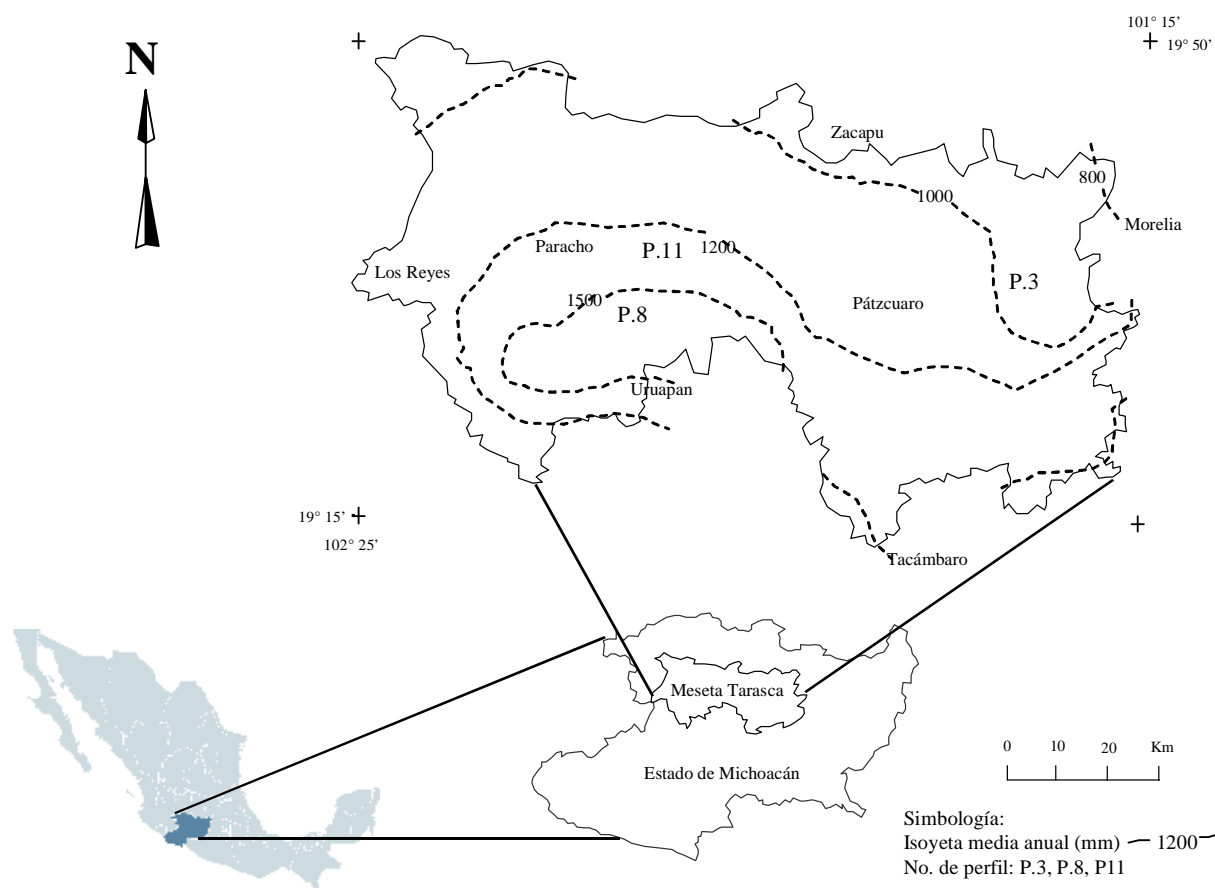 101° 15’
19° 50’
N
Zacapu
800
1000
Morelia
Paracho
P.11
1200
Los Reyes
P.3
1500
Pátzcuaro
P.8
Uruapan
19° 15’
102° 25’
Tacámbaro
Meseta Tarasca
0 10 20 Km
Estado de Michoacán
Simbología:
Isoyeta media anual (mm) 1200
No. de perfil: P.3, P.8, P11